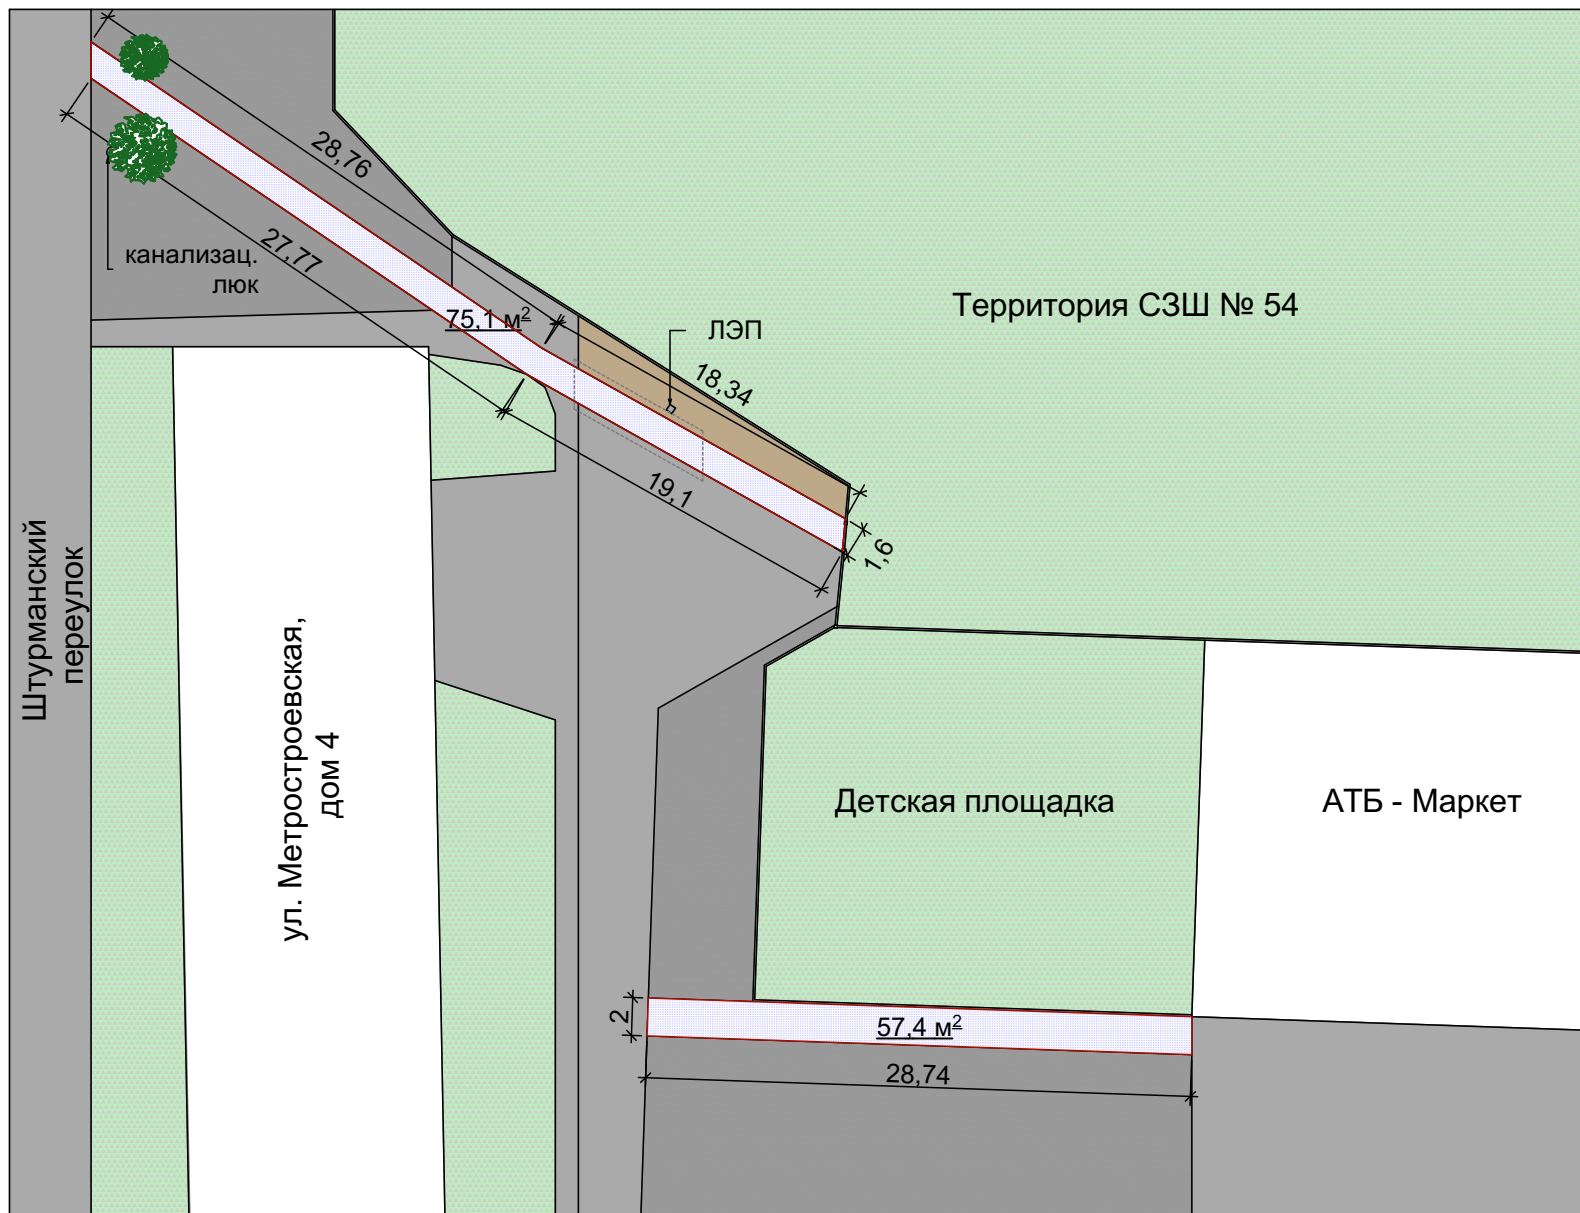 28,76
27,77
канализац.
люк
75,1 м²
ЛЭП
Территория СЗШ № 54
18,34
19,1
1,6
Штурманский
переулок
ул. Метростроевская,
дом 4
Детская площадка
АТБ - Маркет
2
57,4 м²
28,74